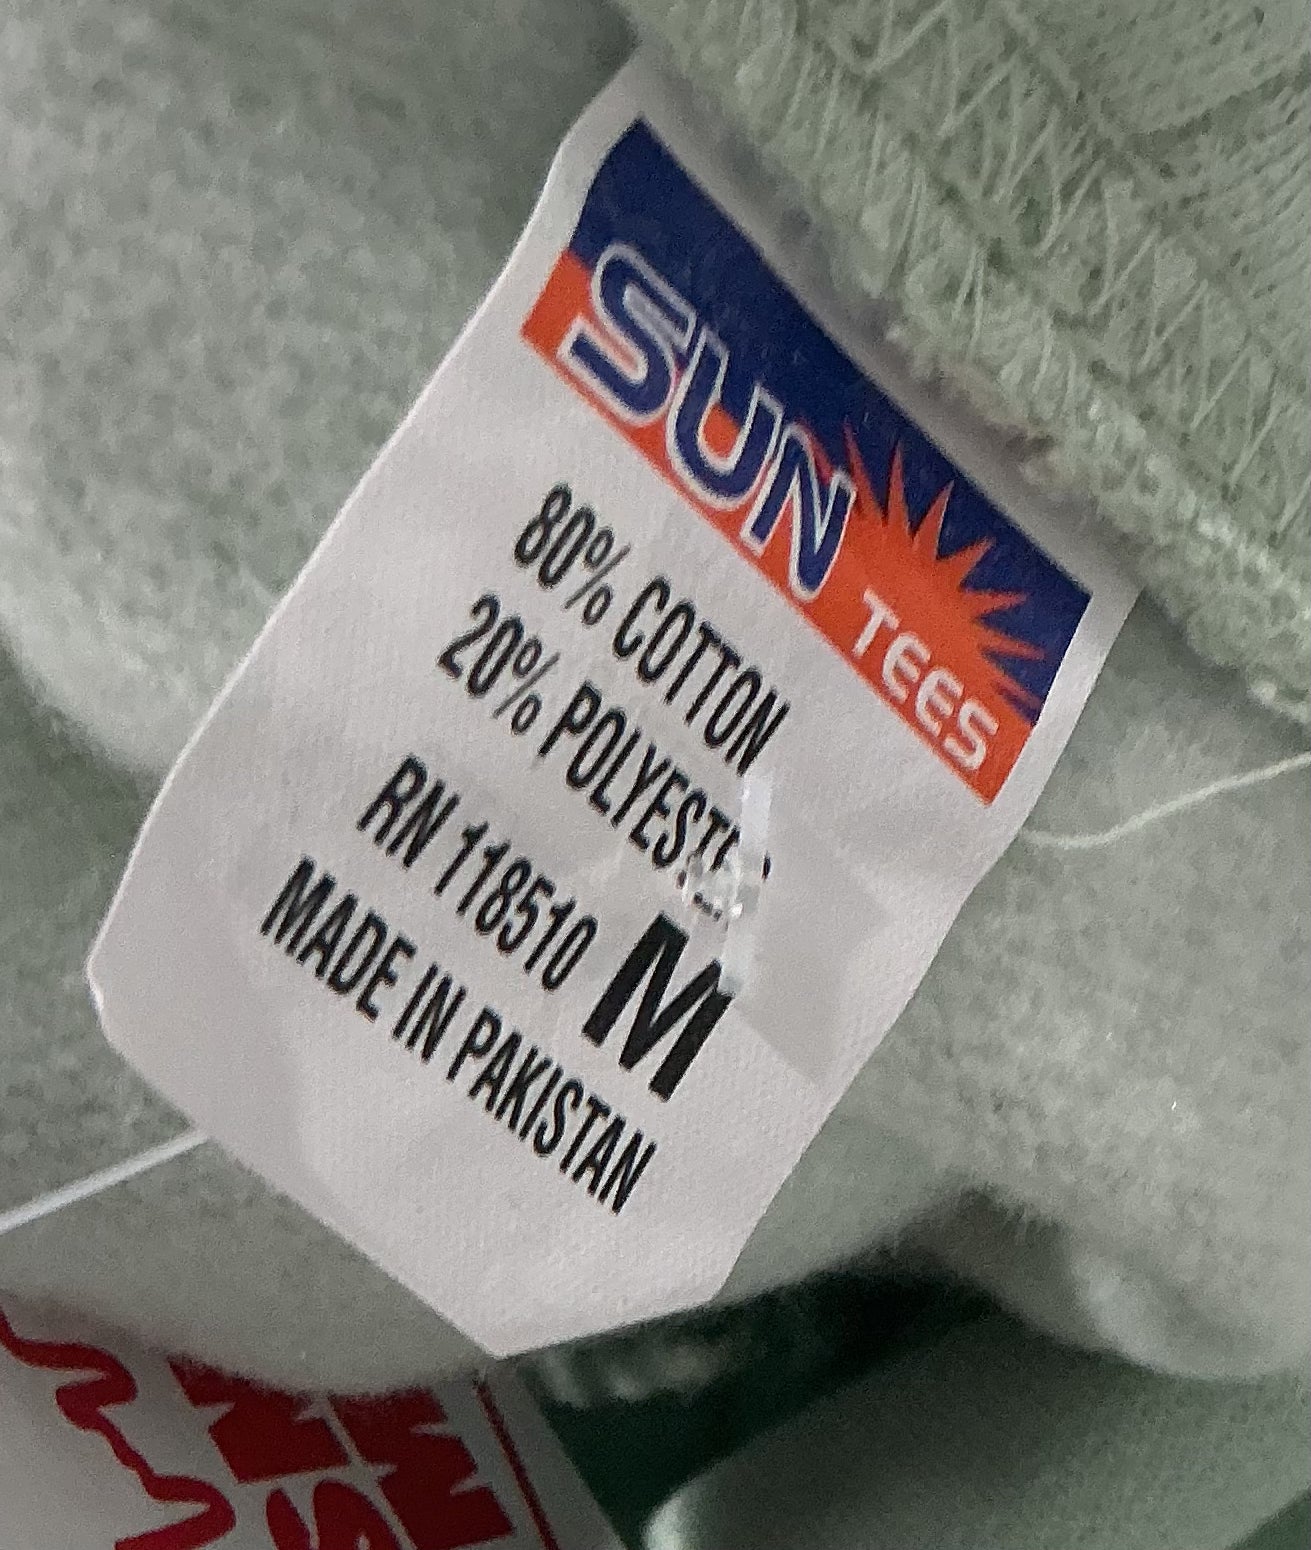 SUN
TEES
80% COTTON
20% POLYESTER
RN 118510
M
MADE IN PAKISTAN